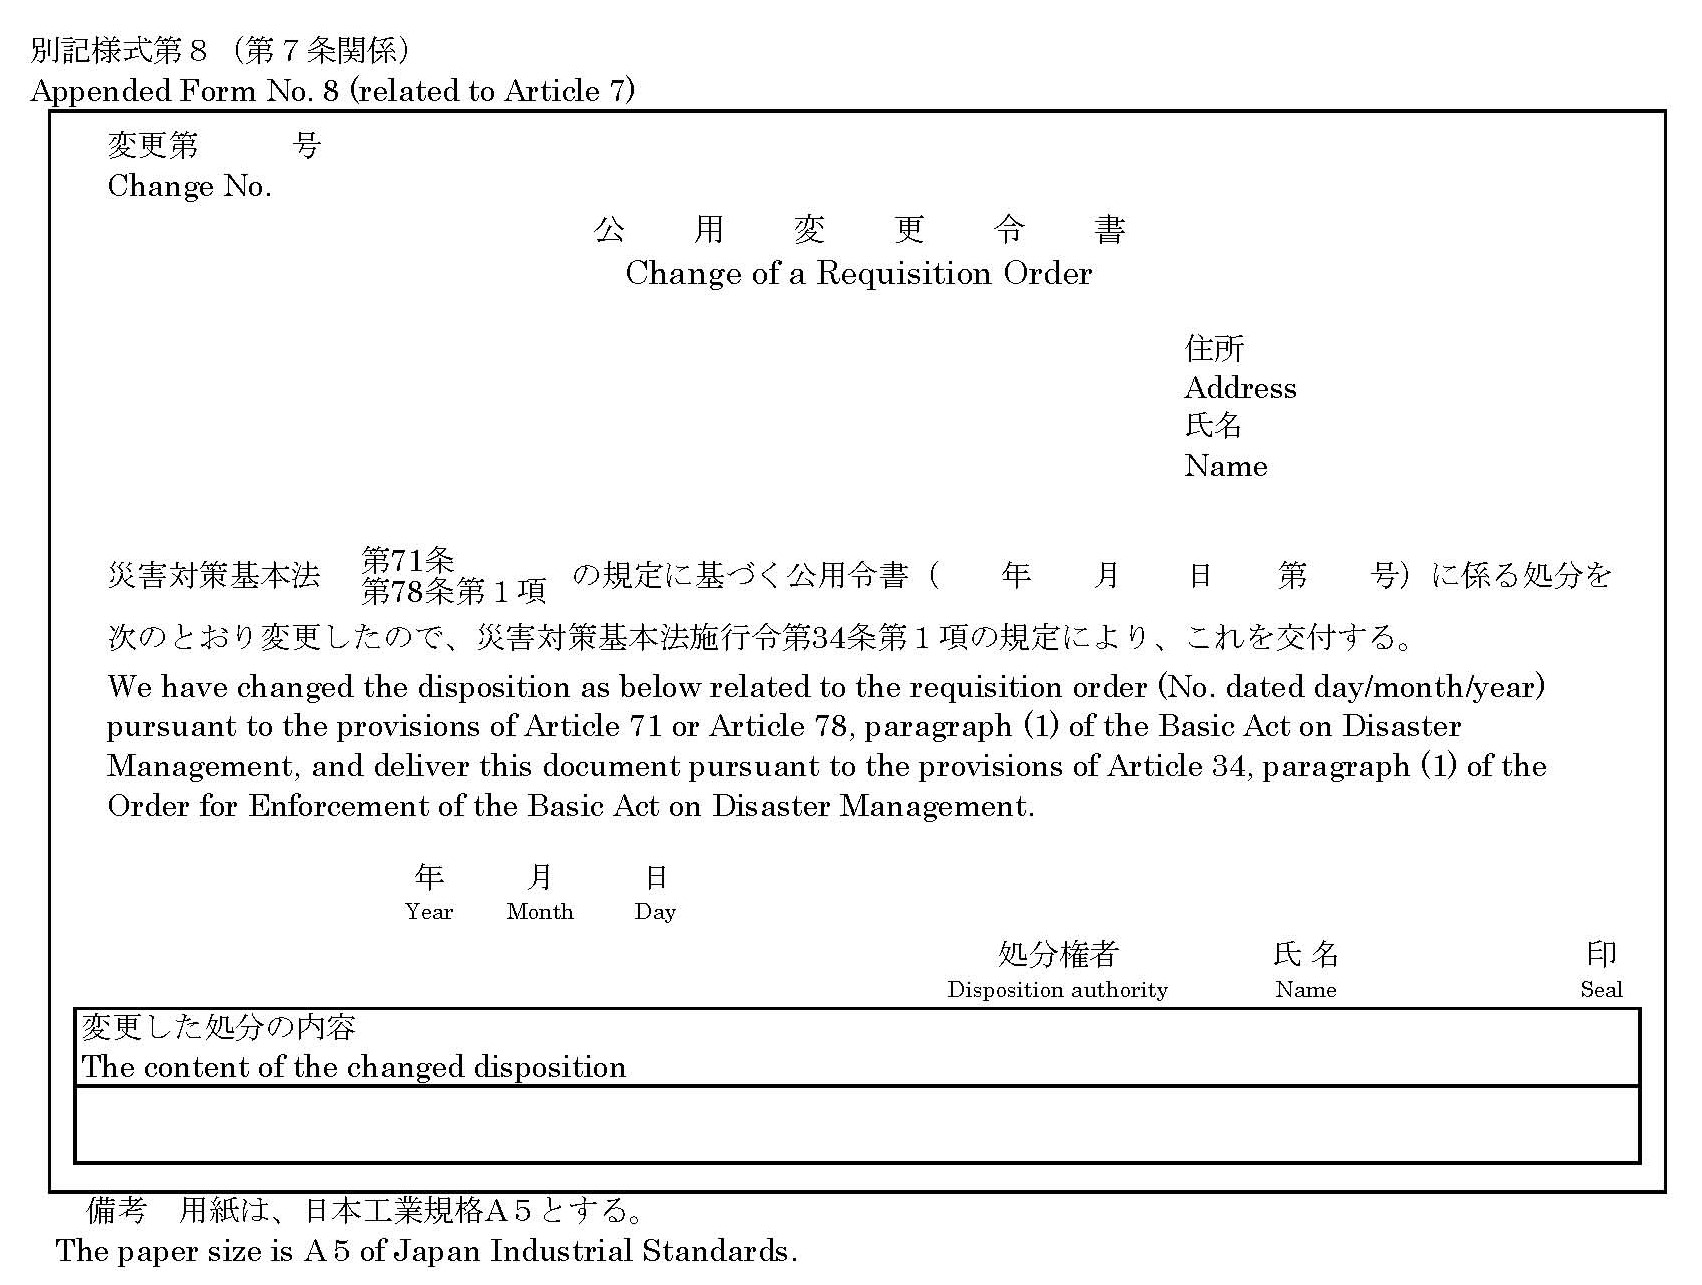 別記様式第８（第７条関係）
Appended Form No. 8 (related to Article 7)
変更第　　　号
Change No.
公　用　変　更　令　書
Change of a Requisition Order
住所
Address
氏名
Name
災害対策基本法　第71条　第78条第１項　の規定に基づく公用令書（　　年　　月　　日　　第　　号）に係る処分を
次のとおり変更したので、災害対策基本法施行令第34条第１項の規定により、これを交付する。
We have changed the disposition as below related to the requisition order (No. dated day/month/year)
pursuant to the provisions of Article 71 or Article 78, paragraph (1) of the Basic Act on Disaster
Management, and deliver this document pursuant to the provisions of Article 34, paragraph (1) of the
Order for Enforcement of the Basic Act on Disaster Management.
年　月　日
Year Month Day
処分権者　氏 名　印
Disposition authority Name Seal
変更した処分の内容
The content of the changed disposition
備考　用紙は、日本工業規格A５とする。
The paper size is A５ of Japan Industrial Standards.